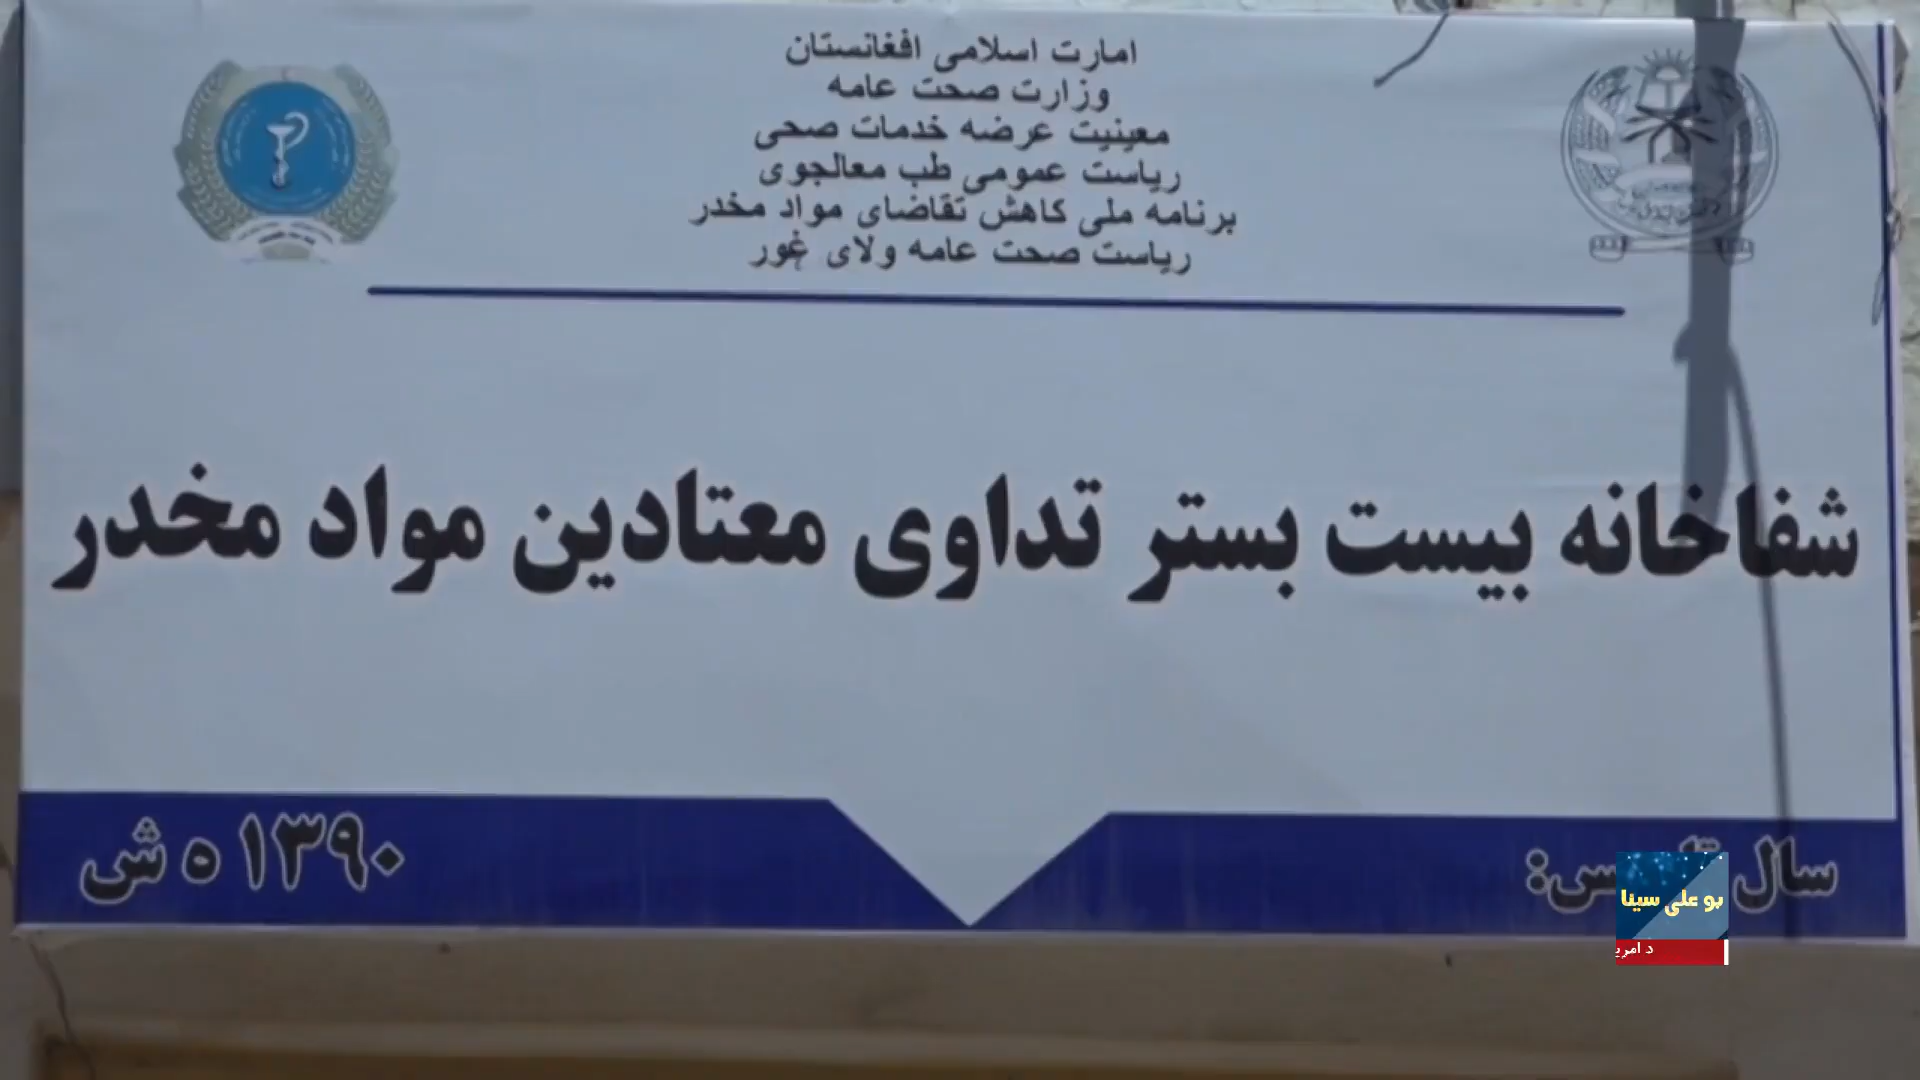 امارت اسلامی افغانستان
وزارت صحت عامه
معینیت عرضه خدمات صحی
ریاست عمومی طب معالجوی
برنامه ملی کاهش تقاضای مواد مخدر
ریاست صحت عامه ولای غور
شفاخانه بیست بستر تداوی معتادین مواد مخدر
سال
۱۳۹۰ ه ش
بو علی سینا
د